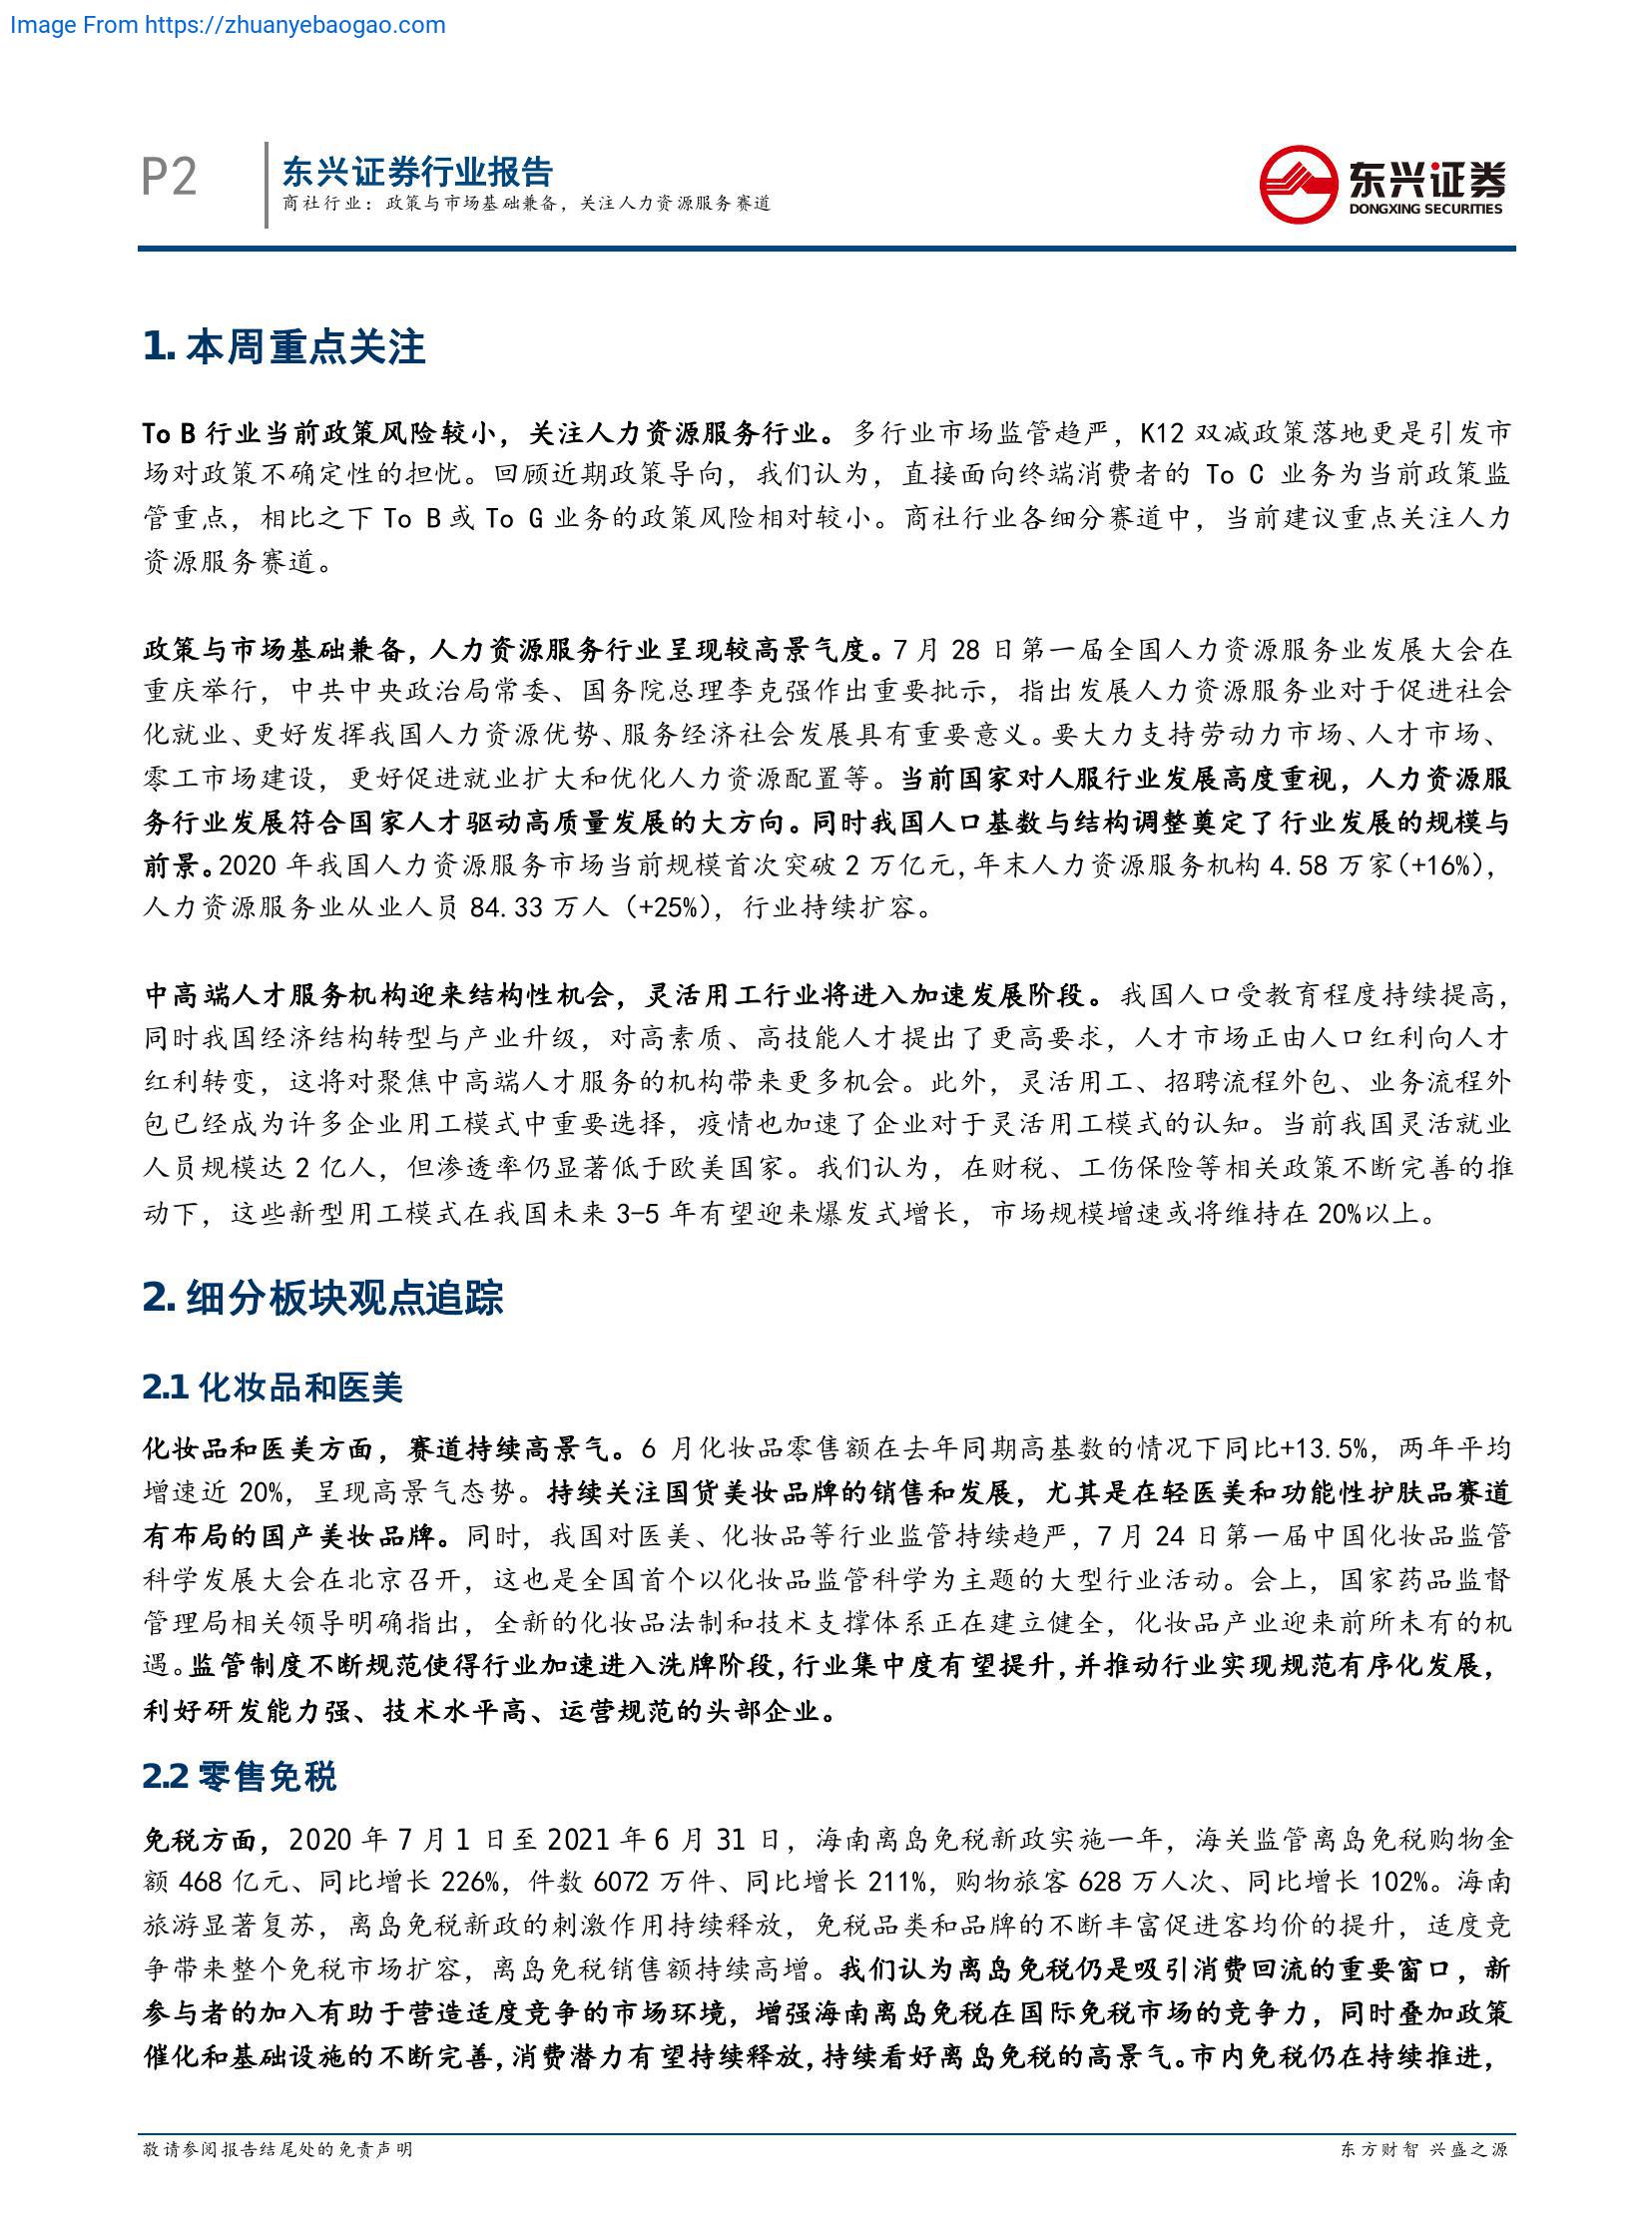 Image From https://zhuanyebaogao.com
P2
东兴证券行业报告
商社行业：政策与市场基础兼备，关注人力资源服务赛道
东兴证券
DONGXING SECURITIES
1. 本周重点关注
To B 行业当前政策风险较小，关注人力资源服务行业。多行业市场监管趋严，K12 双减政策落地更是引发市
场对政策不确定性的担忧。回顾近期政策导向，我们认为，直接面向终端消费者的 To C 业务为当前政策监
管重点，相比之下 To B 或 To G 业务的政策风险相对较小。商社行业各细分赛道中，当前建议重点关注人力
资源服务赛道。
政策与市场基础兼备，人力资源服务行业呈现较高景气度。7 月 28 日第一届全国人力资源服务业发展大会在
重庆举行，中共中央政治局常委、国务院总理李克强作出重要批示，指出发展人力资源服务业对于促进社会
化就业、更好发挥我国人力资源优势、服务经济社会发展具有重要意义。要大力支持劳动力市场、人才市场、
零工市场建设，更好促进就业扩大和优化人力资源配置等。当前国家对人服行业发展高度重视，人力资源服
务行业发展符合国家人才驱动高质量发展的大方向。同时我国人口基数与结构调整奠定了行业发展的规模与
前景。2020 年我国人力资源服务市场当前规模首次突破 2 万亿元，年末人力资源服务机构 4.58 万家（+16%），
人力资源服务业从业人员 84.33 万人（+25%），行业持续扩容。
中高端人才服务机构迎来结构性机会，灵活用工行业将进入加速发展阶段。我国人口受教育程度持续提高，
同时我国经济结构转型与产业升级，对高素质、高技能人才提出了更高要求，人才市场正由人口红利向人才
红利转变，这将对聚焦中高端人才服务的机构带来更多机会。此外，灵活用工、招聘流程外包、业务流程外
包已经成为许多企业用工模式中重要选择，疫情也加速了企业对于灵活用工模式的认知。当前我国灵活就业
人员规模达 2 亿人，但渗透率仍显著低于欧美国家。我们认为，在财税、工伤保险等相关政策不断完善的推
动下，这些新型用工模式在我国未来 3-5 年有望迎来爆发式增长，市场规模增速或将维持在 20%以上。
2. 细分板块观点追踪
2.1 化妆品和医美
化妆品和医美方面，赛道持续高景气。6 月化妆品零售额在去年同期高基数的情况下同比+13.5%，两年平均
增速近 20%，呈现高景气态势。持续关注国货美妆品牌的销售和发展，尤其是在轻医美和功能性护肤品赛道
有布局的国产美妆品牌。同时，我国对医美、化妆品等行业监管持续趋严，7 月 24 日第一届中国化妆品监管
科学发展大会在北京召开，这也是全国首个以化妆品监管科学为主题的大型行业活动。会上，国家药品监督
管理局相关领导明确指出，全新的化妆品法制和技术支撑体系正在建立健全，化妆品产业迎来前所未有的机
遇。监管制度不断规范使得行业加速进入洗牌阶段，行业集中度有望提升，并推动行业实现规范有序化发展，
利好研发能力强、技术水平高、运营规范的头部企业。
2.2 零售免税
免税方面，2020 年 7 月 1 日至 2021 年 6 月 31 日，海南离岛免税新政实施一年，海关监管离岛免税购物金
额 468 亿元、同比增长 226%，件数 6072 万件、同比增长 211%，购物旅客 628 万人次、同比增长 102%。海南
旅游显著复苏，离岛免税新政的刺激作用持续释放，免税品类和品牌的不断丰富促进客均价的提升，适度竞
争带来整个免税市场扩容，离岛免税销售额持续高增。我们认为离岛免税仍是吸引消费回流的重要窗口，新
参与者的加入有助于营造适度竞争的市场环境，增强海南离岛免税在国际免税市场的竞争力，同时叠加政策
催化和基础设施的不断完善，消费潜力有望持续释放，持续看好离岛免税的高景气。市内免税仍在持续推进，
敬请参阅报告结尾处的免责声明
东方财智 兴盛之源